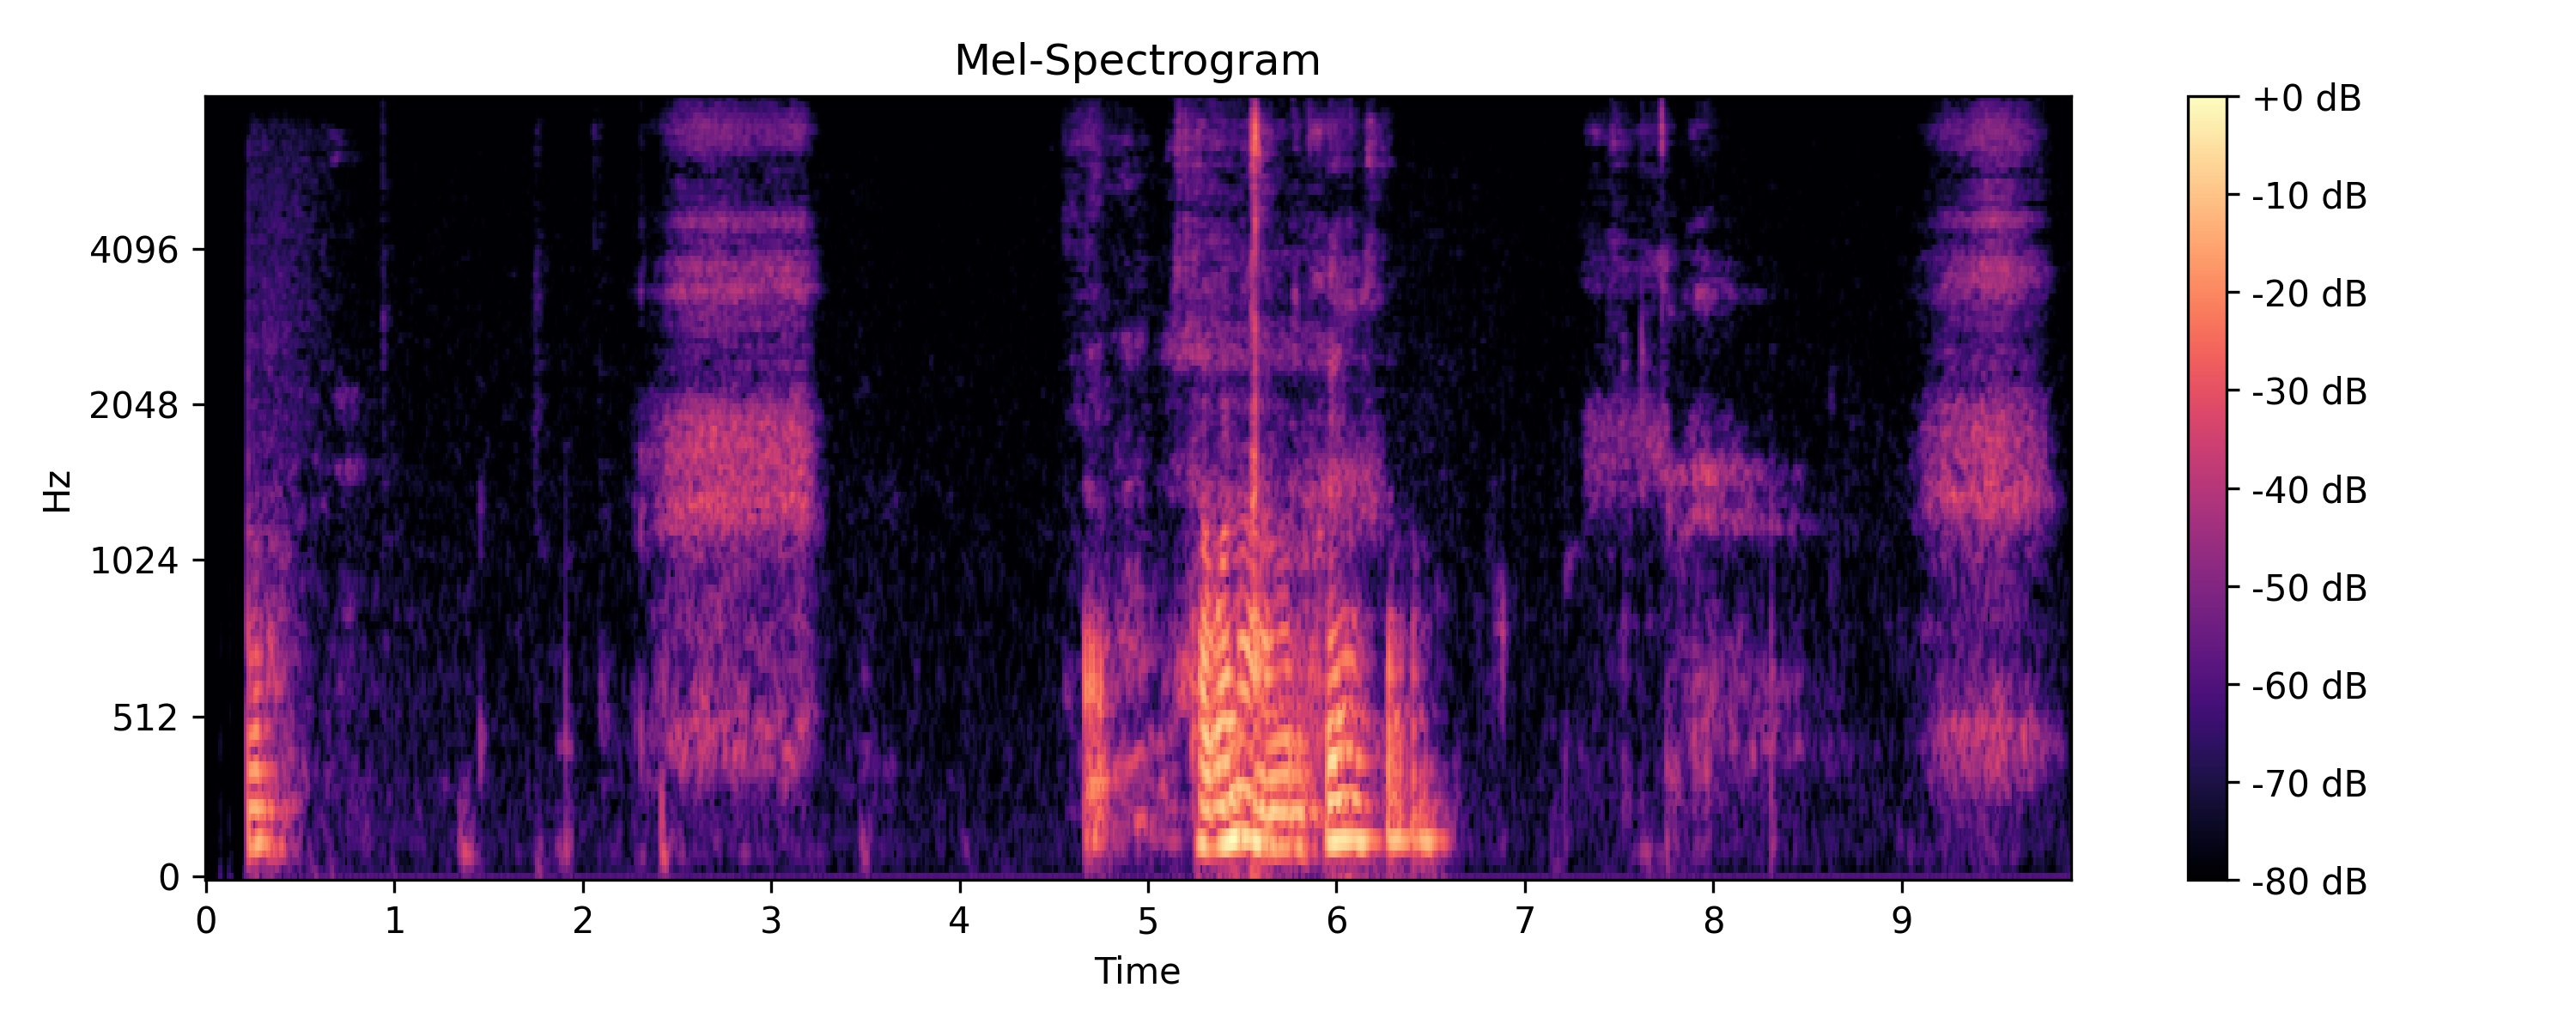 Mel-Spectrogram
+0 dB
-10 dB
-20 dB
-30 dB
-40 dB
-50 dB
-60 dB
-70 dB
-80 dB
Hz
4096
2048
1024
512
0
0 1 2 3 4 5 6 7 8 9
Time